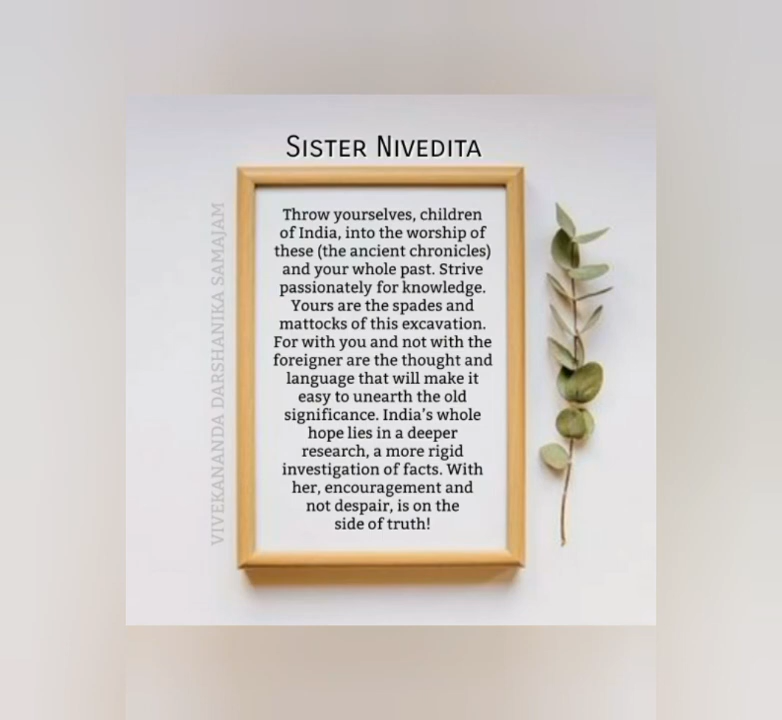 SISTER NIVEDITA
Throw yourselves, children
of India, into the worship of
these (the ancient chronicles)
and your whole past. Strive
passionately for knowledge.
Yours are the spades and
mattocks of this excavation.
For with you and not with the
foreigner are the thought and
language that will make it
easy to unearth the old
significance. India's whole
hope lies in a deeper
research, a more rigid
investigation of facts. With
her, encouragement and
not despair, is on the
side of truth!
VIVEKANANDA DARSHANIKA SAMAJAM